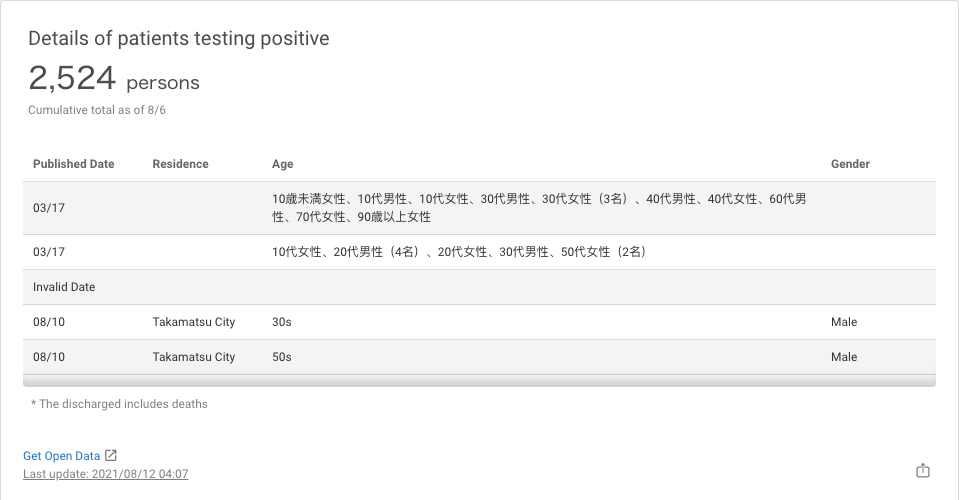 Details of patients testing positive
2,524 persons
Cumulative total as of 8/6
Published Date Residence Age Gender
03/17 10歳未満女性、10代男性、10代女性、30代男性、30代女性（3名）、40代男性、40代女性、60代男
性、70代女性、90歳以上女性
03/17 10代女性、20代男性（4名）、20代女性、30代男性、50代女性（2名）
Invalid Date
08/10 Takamatsu City 30s Male
08/10 Takamatsu City 50s Male
* The discharged includes deaths
Get Open Data
Last update: 2021/08/12 04:07